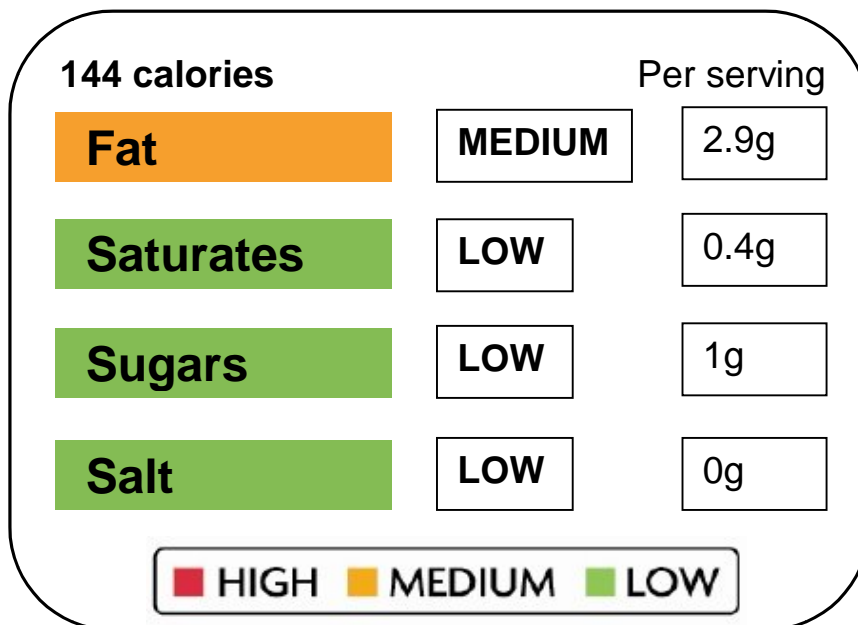 144 calories Per serving
Fat MEDIUM 2.9g
Saturates LOW 0.4g
Sugars LOW 1g
Salt LOW 0g
HIGH MEDIUM LOW